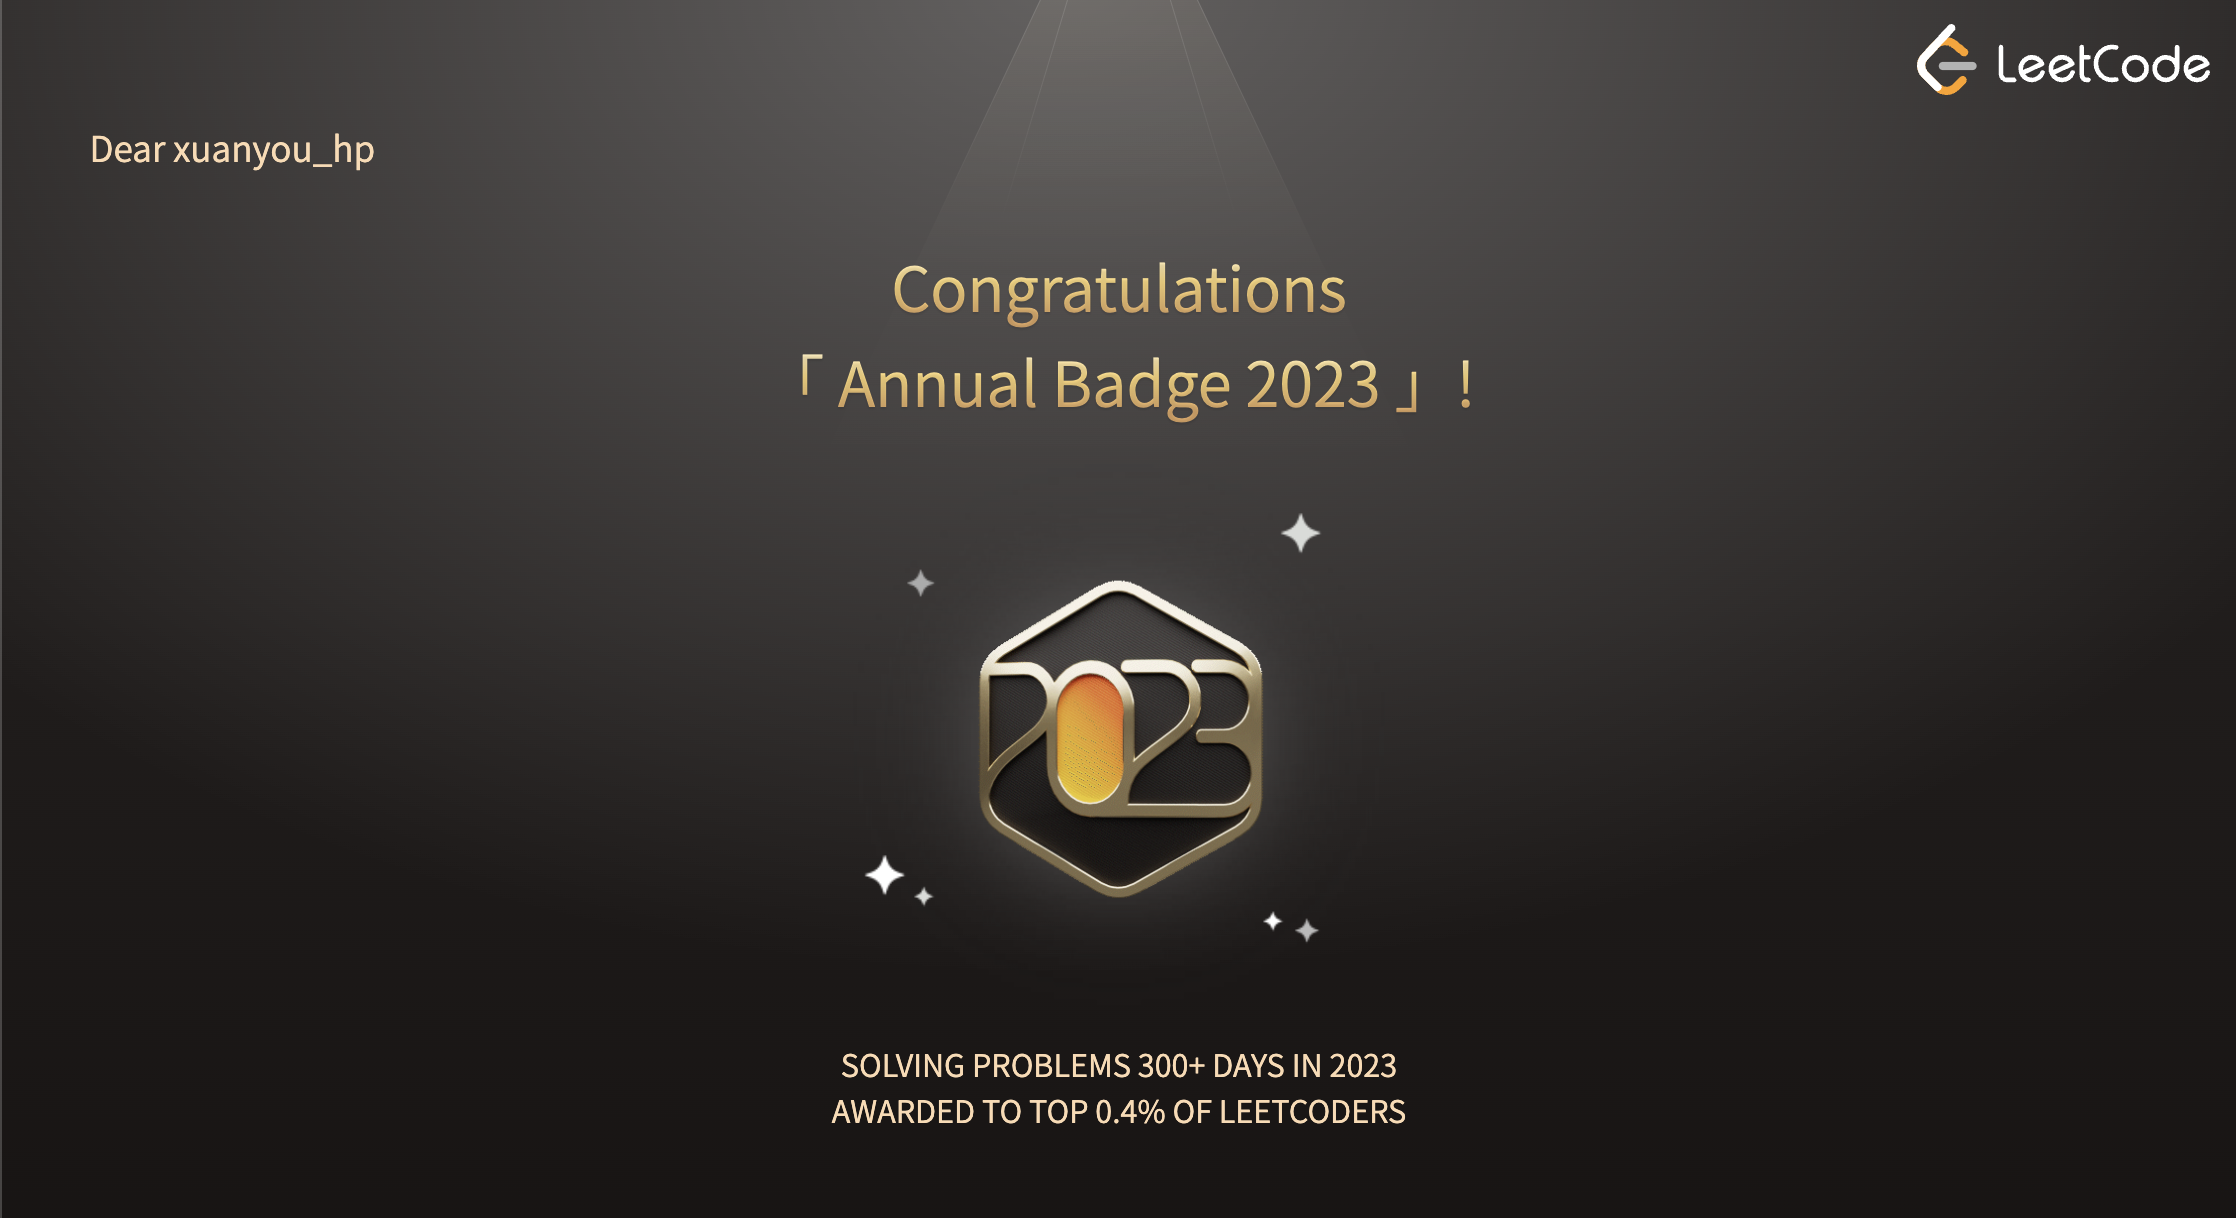 LeetCode
Dear xuanyou_hp
Congratulations
「 Annual Badge 2023 」 !
2023
SOLVING PROBLEMS 300+ DAYS IN 2023
AWARDED TO TOP 0.4% OF LEETCODERS